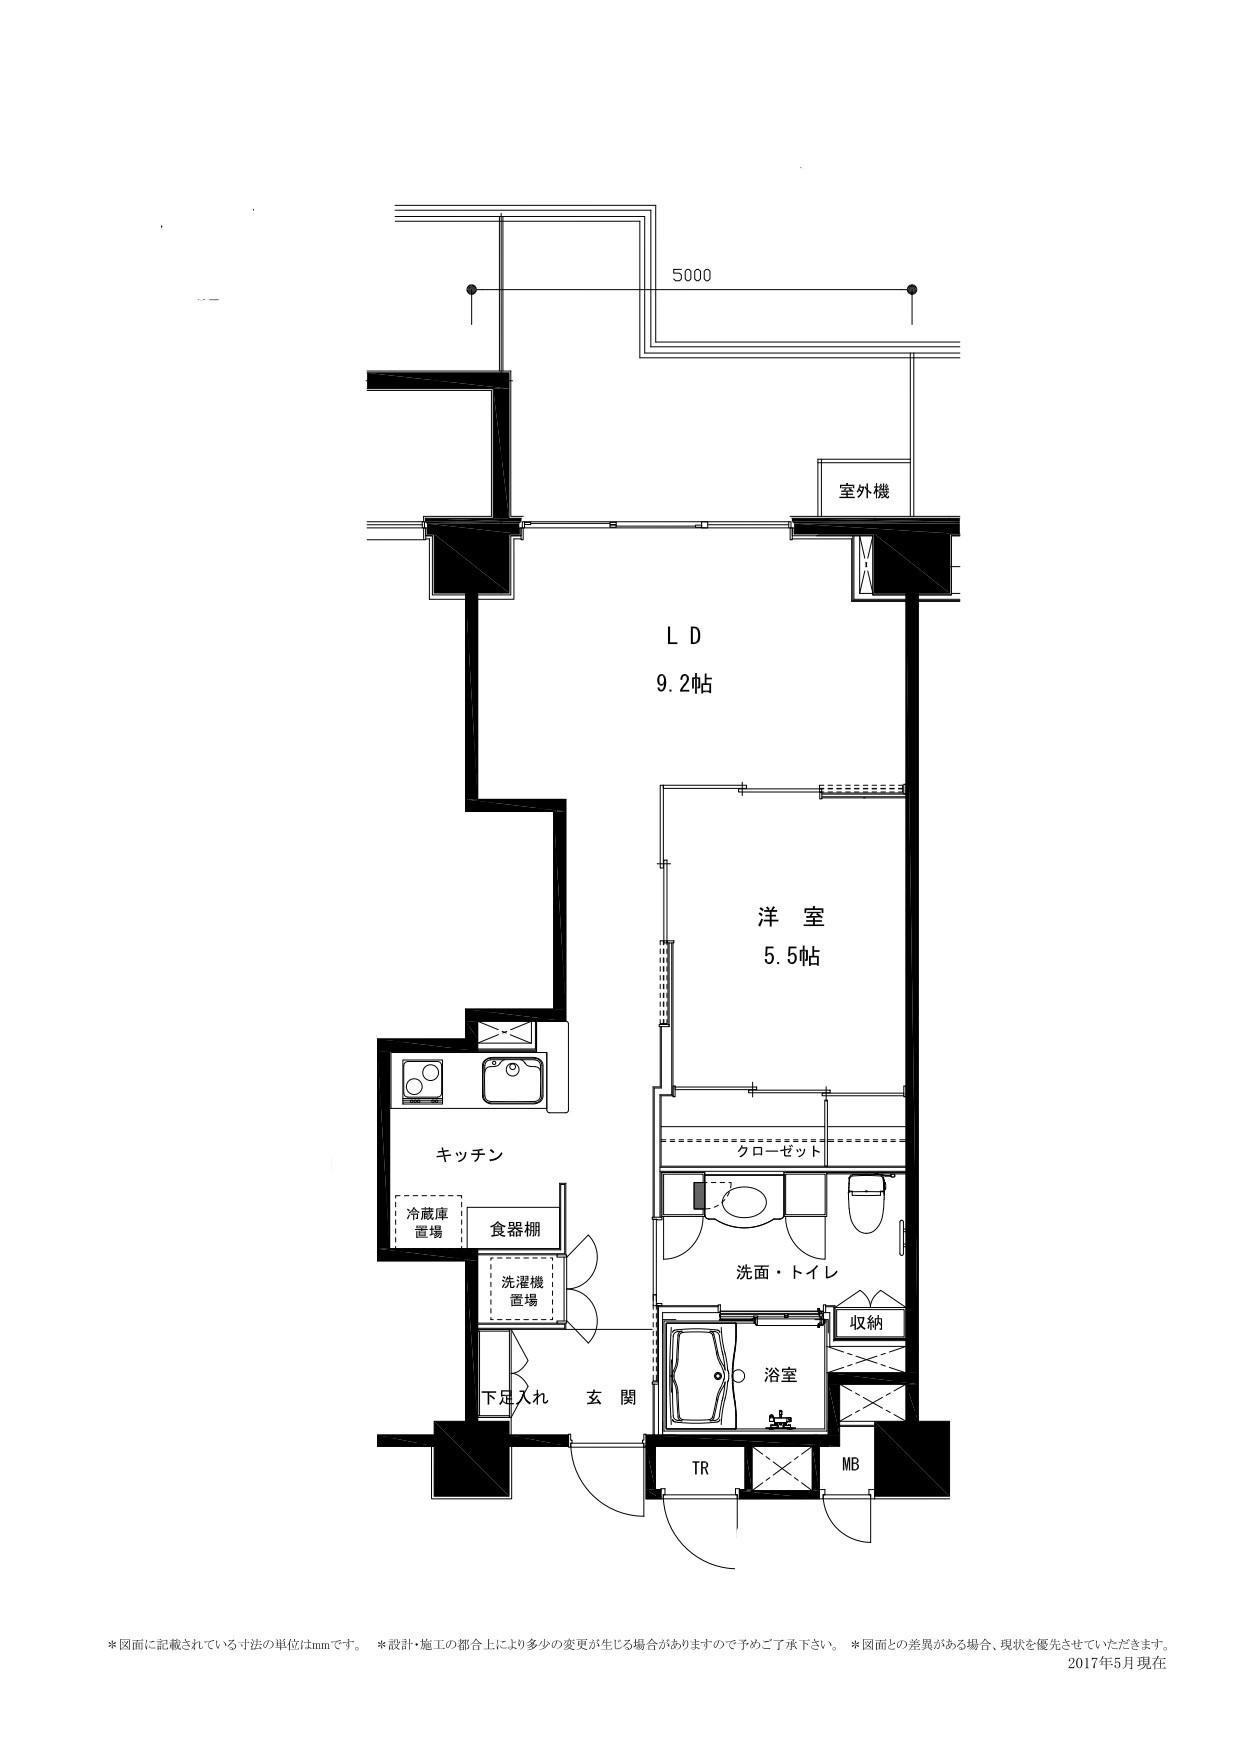 5000
室外機
ＬＤ
9.2帖
洋 室
5.5帖
キッチン
クローゼット
冷蔵庫
置場
食器棚
洗濯機
置場
洗面・トイレ
収納
浴室
下足入れ
玄 関
TR
MB
＊図面に記載されている寸法の単位はmmです。 ＊設計・施工の都合上により多少の変更が生じる場合がありますので予めご了承下さい。 ＊図面との差異がある場合、現状を優先させていただきます。
2017年5月現在